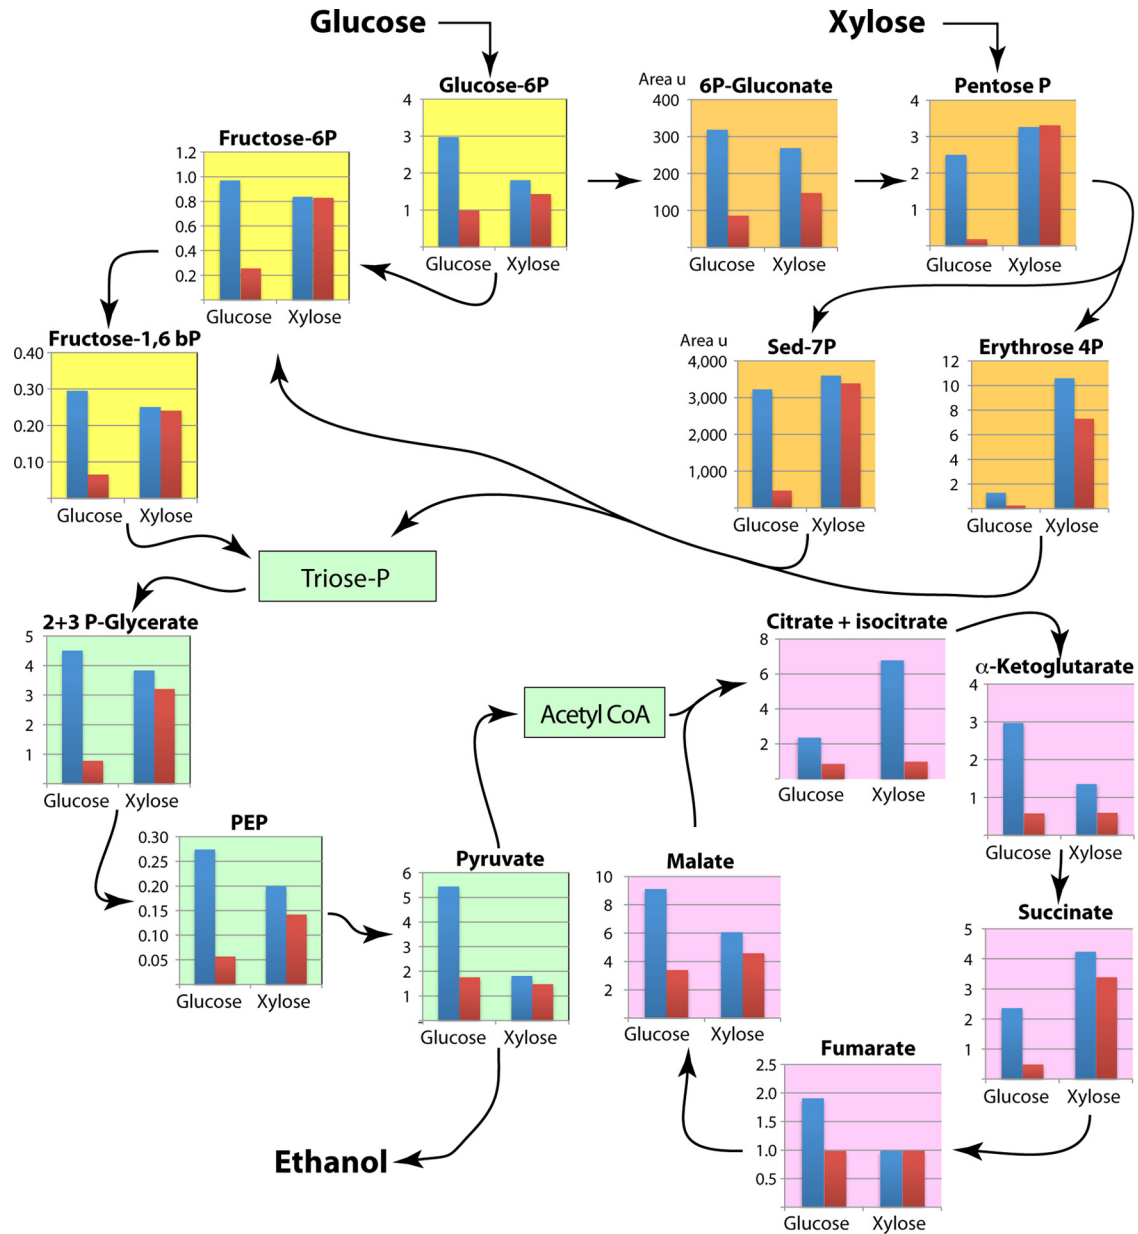 Glucose
Xylose
Glucose-6P
4
3
2
1
Glucose Xylose
Area u
6P-Gluconate
400
300
200
100
Glucose Xylose
Pentose P
4
3
2
1
Glucose Xylose
Fructose-6P
1.2
1.0
0.8
0.6
0.4
0.2
Glucose Xylose
Fructose-1,6 bP
0.40
0.30
0.20
0.10
Glucose Xylose
Area u
Sed-7P
4,000
3,000
2,000
1,000
Glucose Xylose
Erythrose 4P
12
10
8
6
4
2
Glucose Xylose
Triose-P
2+3 P-Glycerate
5
4
3
2
1
Glucose Xylose
Acetyl CoA
Citrate + isocitrate
8
6
4
2
Glucose Xylose
α-Ketoglutarate
4
3
2
1
Glucose Xylose
PEP
0.30
0.25
0.20
0.15
0.10
0.05
Glucose Xylose
Pyruvate
6
5
4
3
2
1
Glucose Xylose
Malate
10
8
6
4
2
Glucose Xylose
Succinate
5
4
3
2
1
Glucose Xylose
Fumarate
2.5
2.0
1.5
1.0
0.5
Glucose Xylose
Ethanol